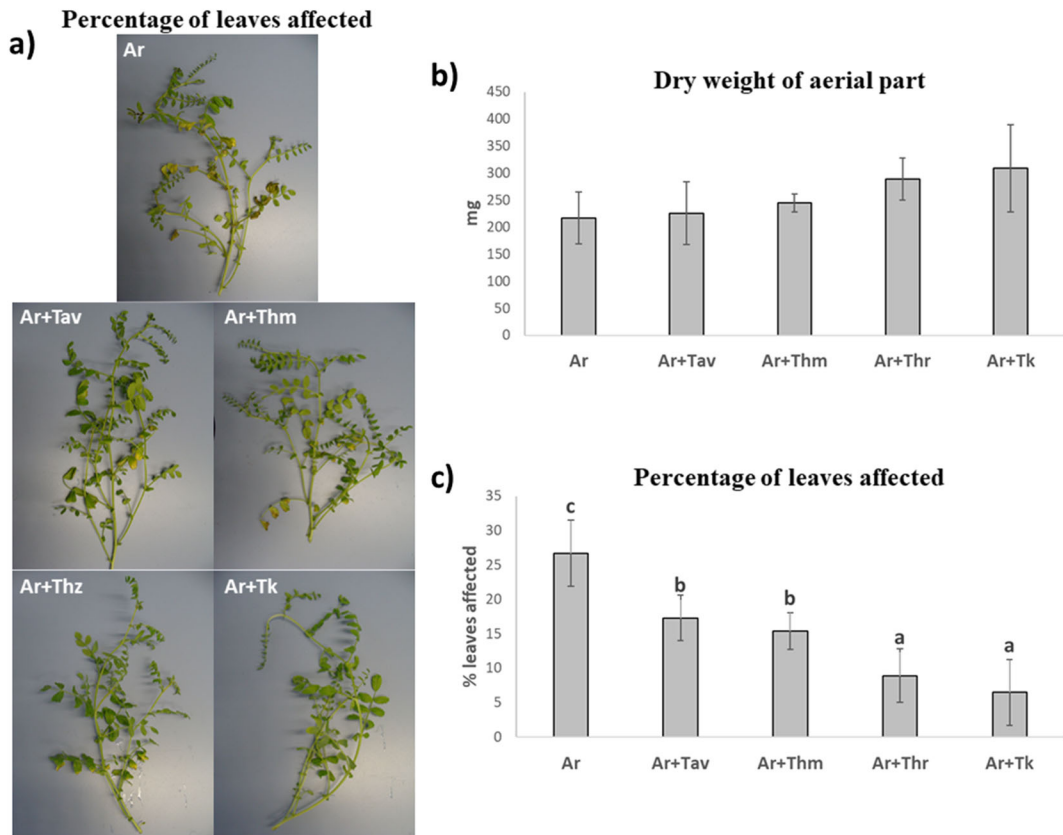 Percentage of leaves affected
a)
Ar
Ar+Tav
Ar+Thm
Ar+Thz
Ar+Tk
b)
Dry weight of aerial part
450
400
350
300
250
200
150
100
50
0
mg
Ar
Ar+Tav
Ar+Thm
Ar+Thr
Ar+Tk
c)
Percentage of leaves affected
35
30
25
20
15
10
5
0
% leaves affected
c
b
b
a
a
Ar
Ar+Tav
Ar+Thm
Ar+Thr
Ar+Tk